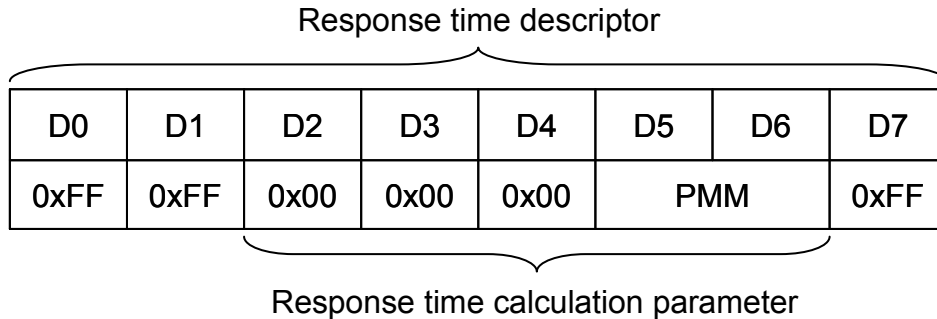 Response time descriptor
D0 D1 D2 D3 D4 D5 D6 D7
0xFF 0xFF 0x00 0x00 0x00 PMM 0xFF
Response time calculation parameter